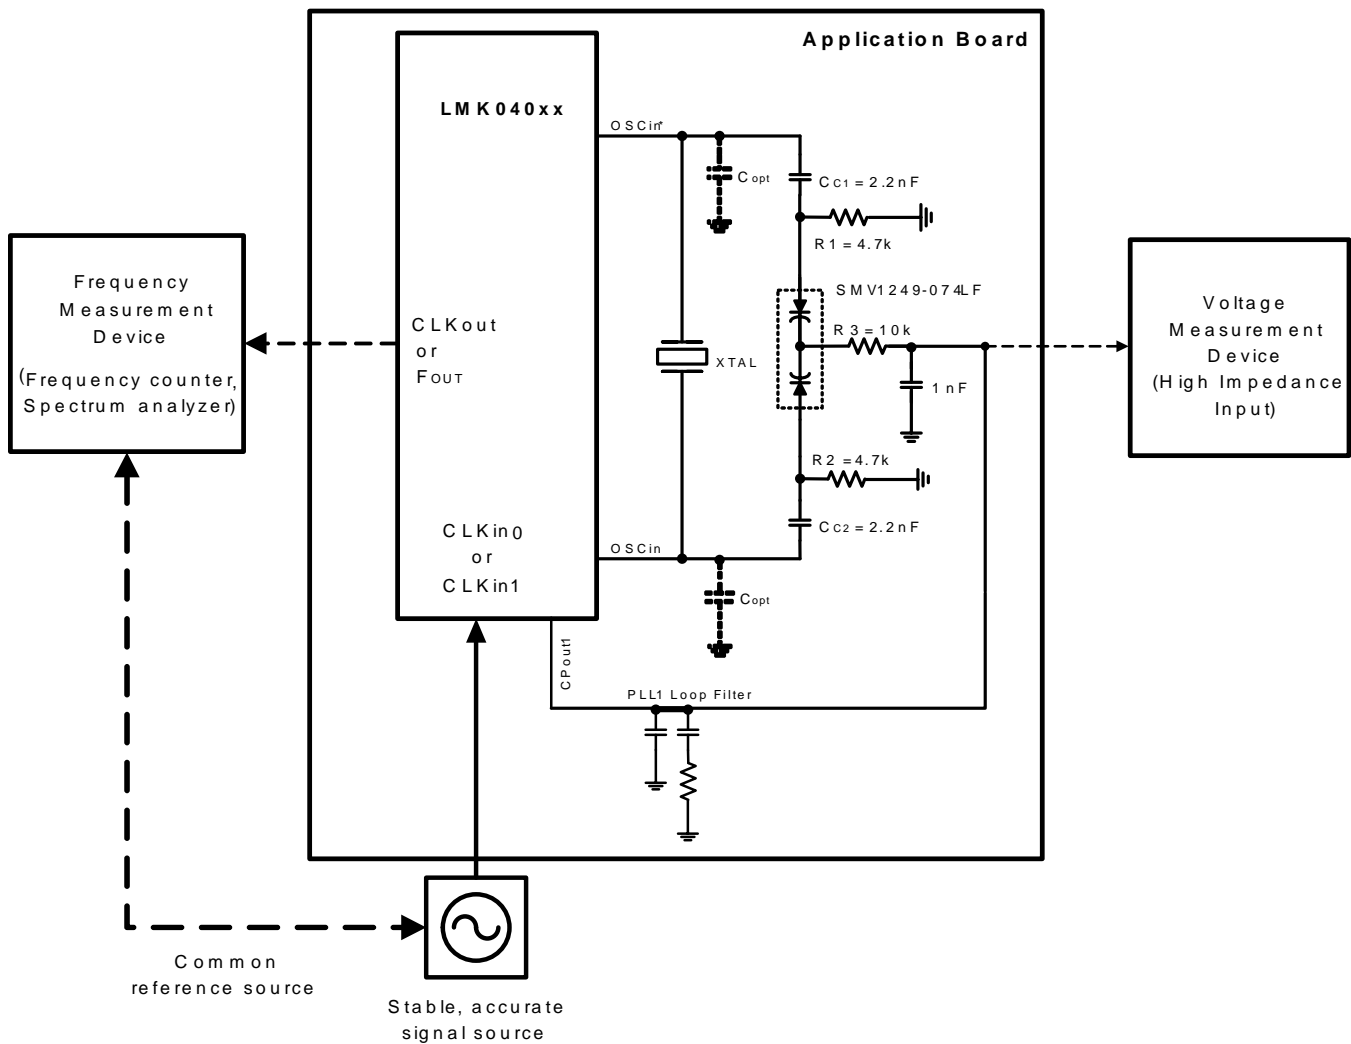 Application Board
LMK040xx
OSCin*
Copt
CC1 = 2.2nF
R1 = 4.7k
SMV1249-074LF
R3 = 10k
1nF
XTAL
R2 = 4.7k
CC2 = 2.2nF
OSCin
Copt
CLKout
or
FOUT
CLKin0
or
CLKin1
CPout1
PLL1 Loop Filter
Frequency
Measurement
Device
(Frequency counter,
Spectrum analyzer)
Voltage
Measurement
Device
(High Impedance
Input)
Common
reference source
Stable, accurate
signal source